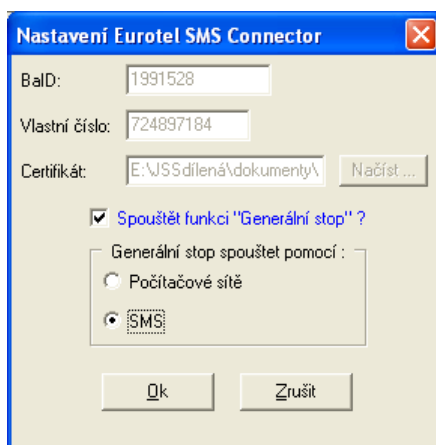 Nastavení Eurotel SMS Connector
BaID: 1991528
Vlastní číslo: 724897184
Certifikát: E:\JSSdílená\dokumenty\ Načíst ...
Spouštět funkci "Generální stop" ?
Generální stop spouštet pomocí :
Počítačové sítě
SMS
Ok Zrušit